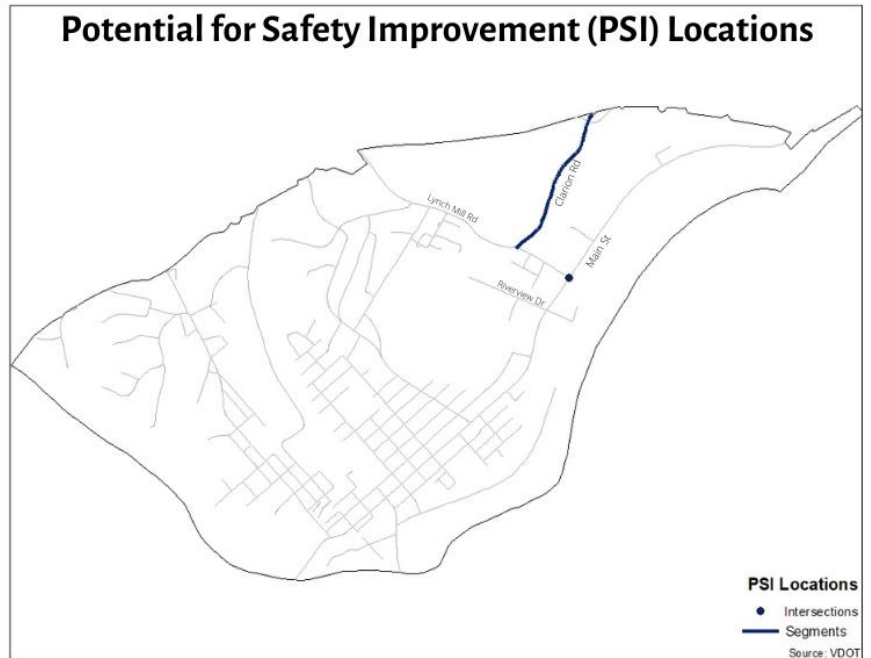 Potential for Safety Improvement (PSI) Locations
Clarion Rd
Lynch Mill Rd
Main St
Riverview Dr
PSI Locations
Intersections
Segments
Source: VDOT